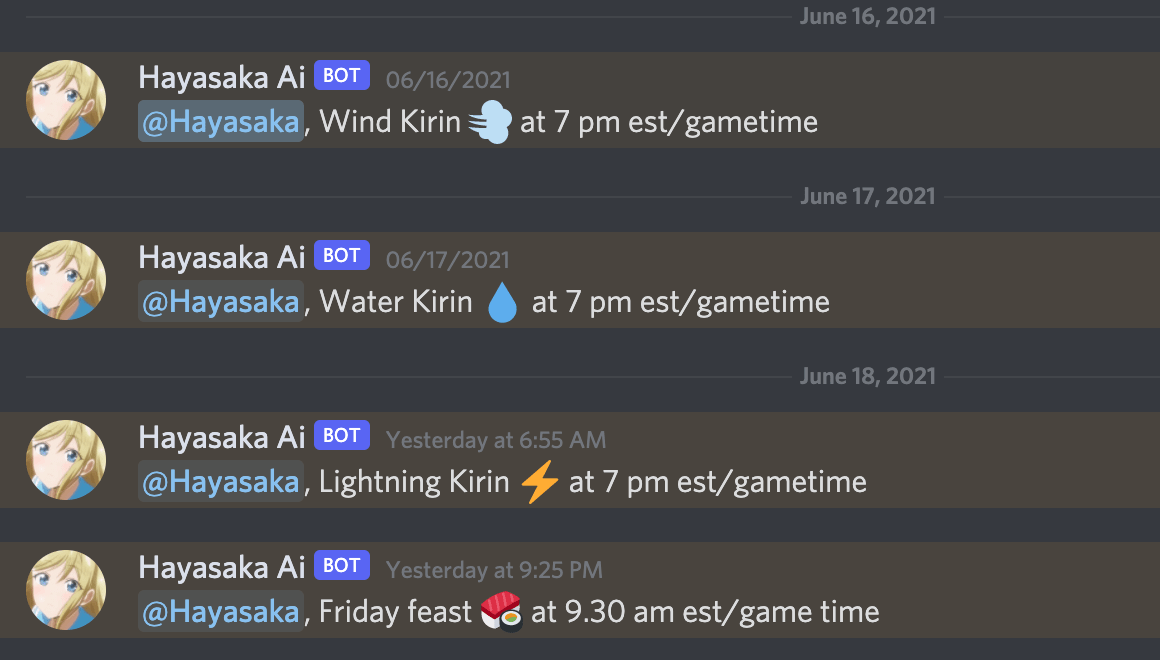 June 16, 2021
Hayasaka Ai BOT 06/16/2021
@Hayasaka, Wind Kirin 💨 at 7 pm est/gametime
June 17, 2021
Hayasaka Ai BOT 06/17/2021
@Hayasaka, Water Kirin 💧 at 7 pm est/gametime
June 18, 2021
Hayasaka Ai BOT Yesterday at 6:55 AM
@Hayasaka, Lightning Kirin ⚡ at 7 pm est/gametime
Hayasaka Ai BOT Yesterday at 9:25 PM
@Hayasaka, Friday feast 🍣 at 9.30 am est/game time